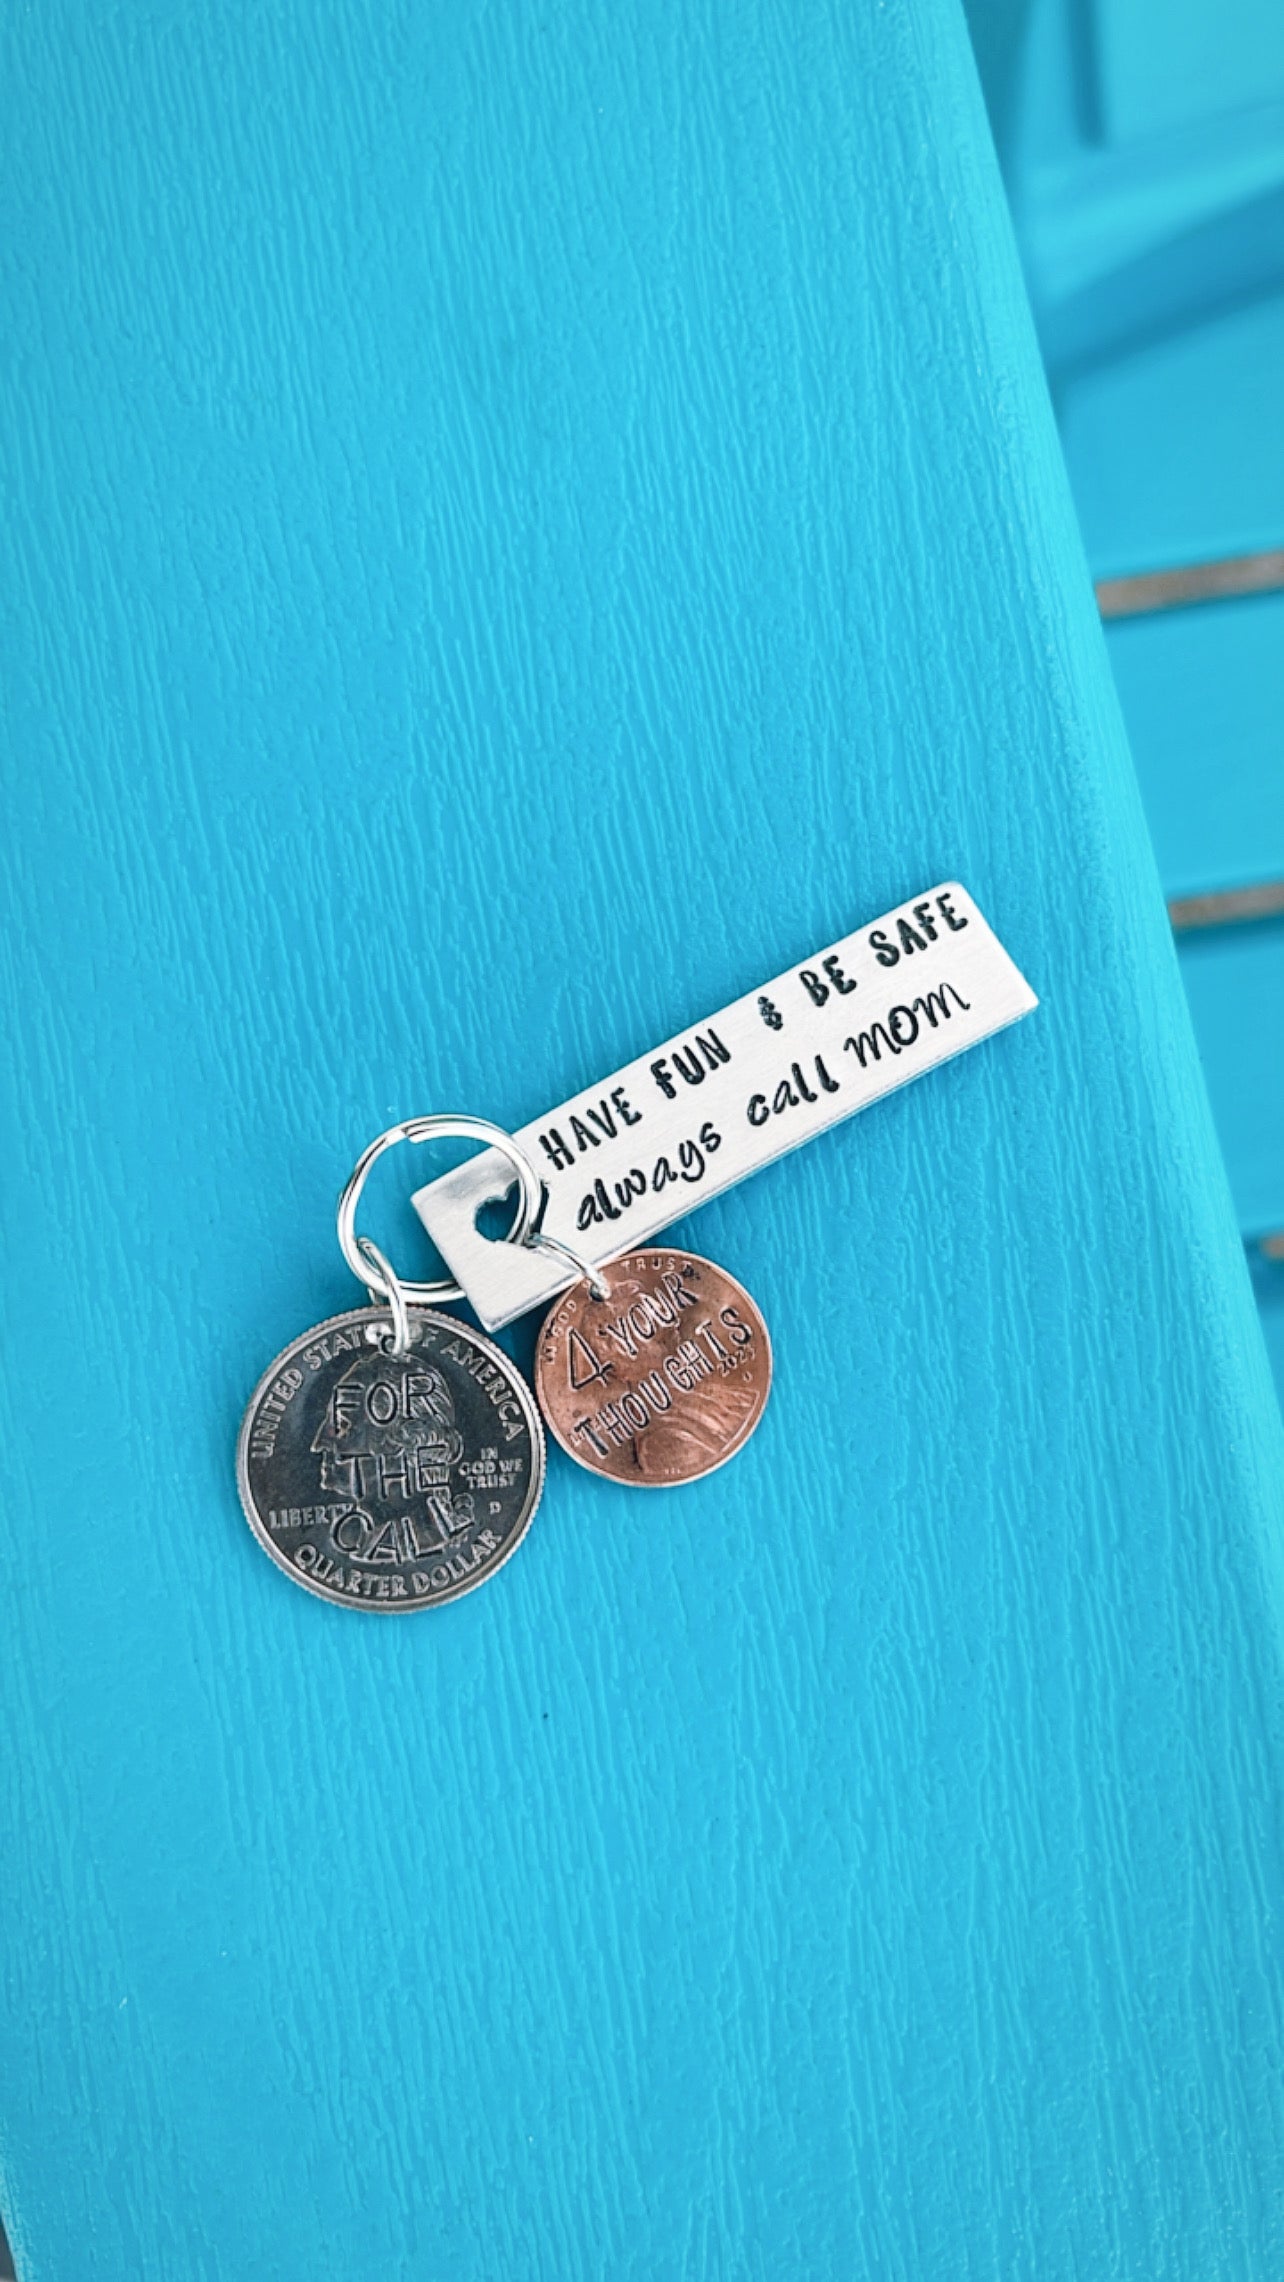 HAVE FUN & BE SAFE
always call mom
UNITED STATES OF AMERICA
FOR
THE
CALL
LIBERTY
IN
GOD WE
TRUST
D
QUARTER DOLLAR
TRUST
4 YOUR
THOUGHTS